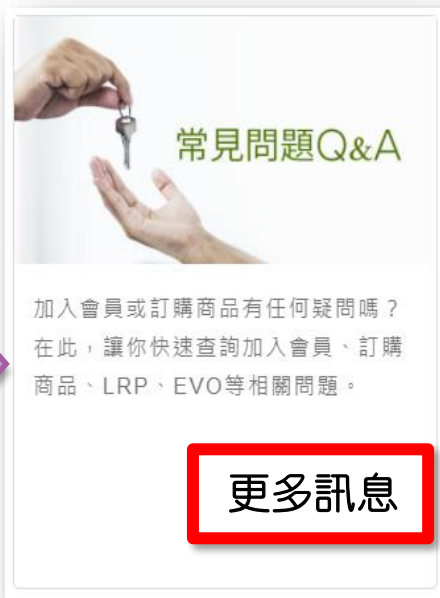 常見問題Q&A
加入會員或訂購商品有任何疑問嗎？
在此，讓你快速查詢加入會員、訂購
商品、LRP、EVO等相關問題。
更多訊息